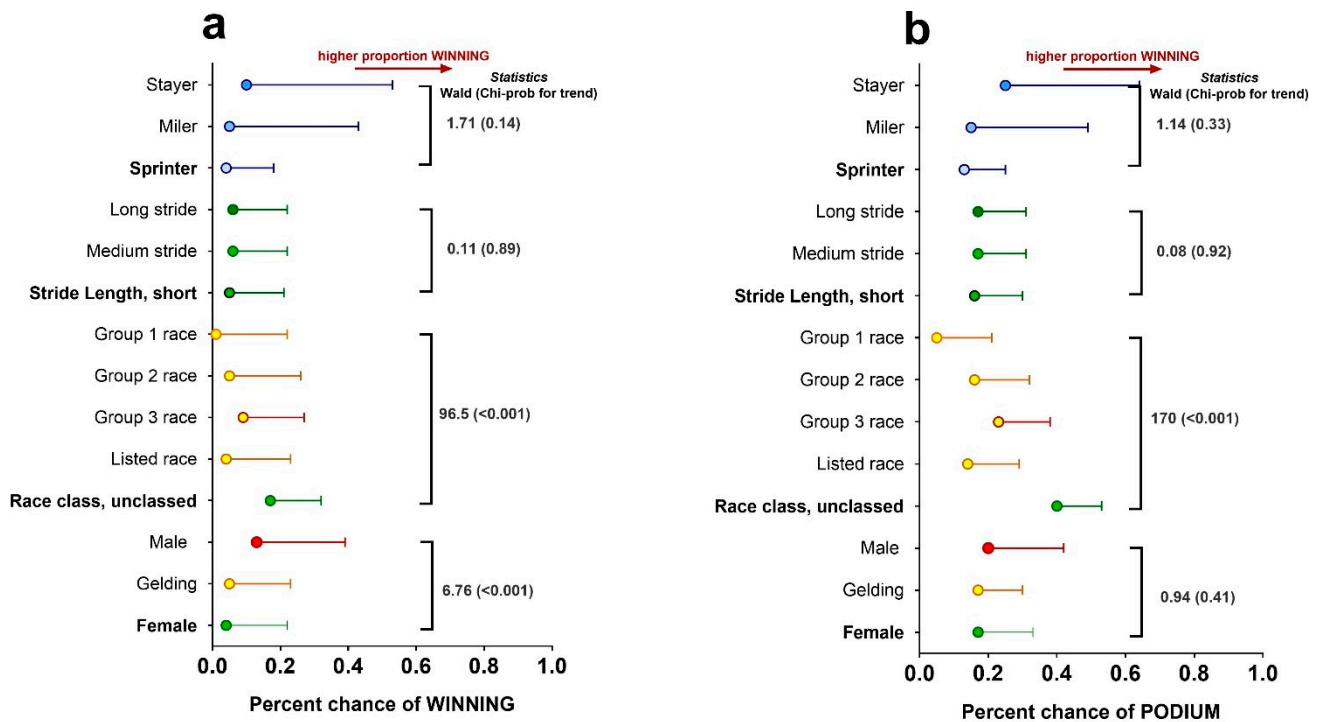 a
higher proportion WINNING
Statistics
Wald (Chi-prob for trend)
Stayer
Miler
Sprinter
Long stride
Medium stride
Stride Length, short
Group 1 race
Group 2 race
Group 3 race
Listed race
Race class, unclassed
Male
Gelding
Female
1.71 (0.14)
0.11 (0.89)
96.5 (<0.001)
6.76 (<0.001)
0.0 0.2 0.4 0.6 0.8 1.0
Percent chance of WINNING
b
higher proportion WINNING
Statistics
Wald (Chi-prob for trend)
Stayer
Miler
Sprinter
Long stride
Medium stride
Stride Length, short
Group 1 race
Group 2 race
Group 3 race
Listed race
Race class, unclassed
Male
Gelding
Female
1.14 (0.33)
0.08 (0.92)
170 (<0.001)
0.94 (0.41)
0.0 0.2 0.4 0.6 0.8 1.0
Percent chance of PODIUM